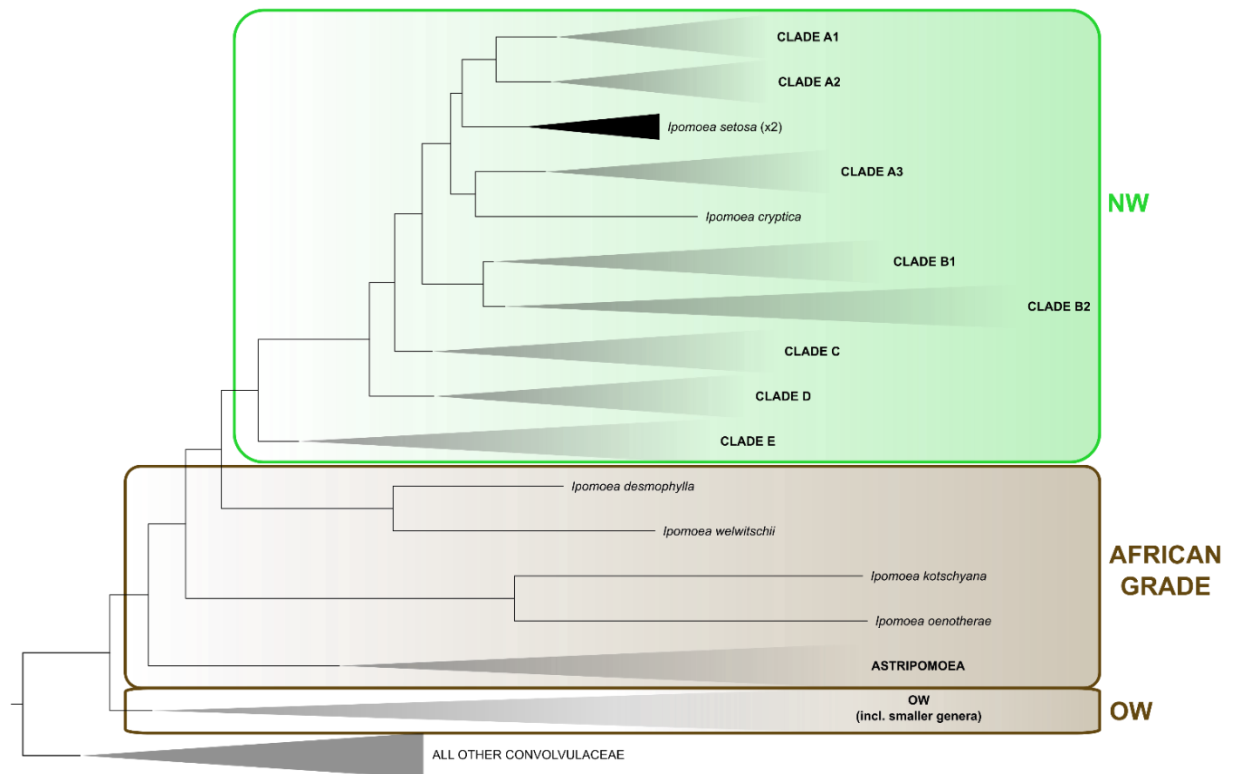 CLADE A1
CLADE A2
Ipomoea setosa (x2)
CLADE A3
NW
Ipomoea cryptica
CLADE B1
CLADE B2
CLADE C
CLADE D
CLADE E
Ipomoea desmophylla
Ipomoea welwitschii
AFRICAN
GRADE
Ipomoea kotschyana
Ipomoea oenotherae
ASTRIPOMOEA
OW
(incl. smaller genera)
OW
ALL OTHER CONVOLVULACEAE